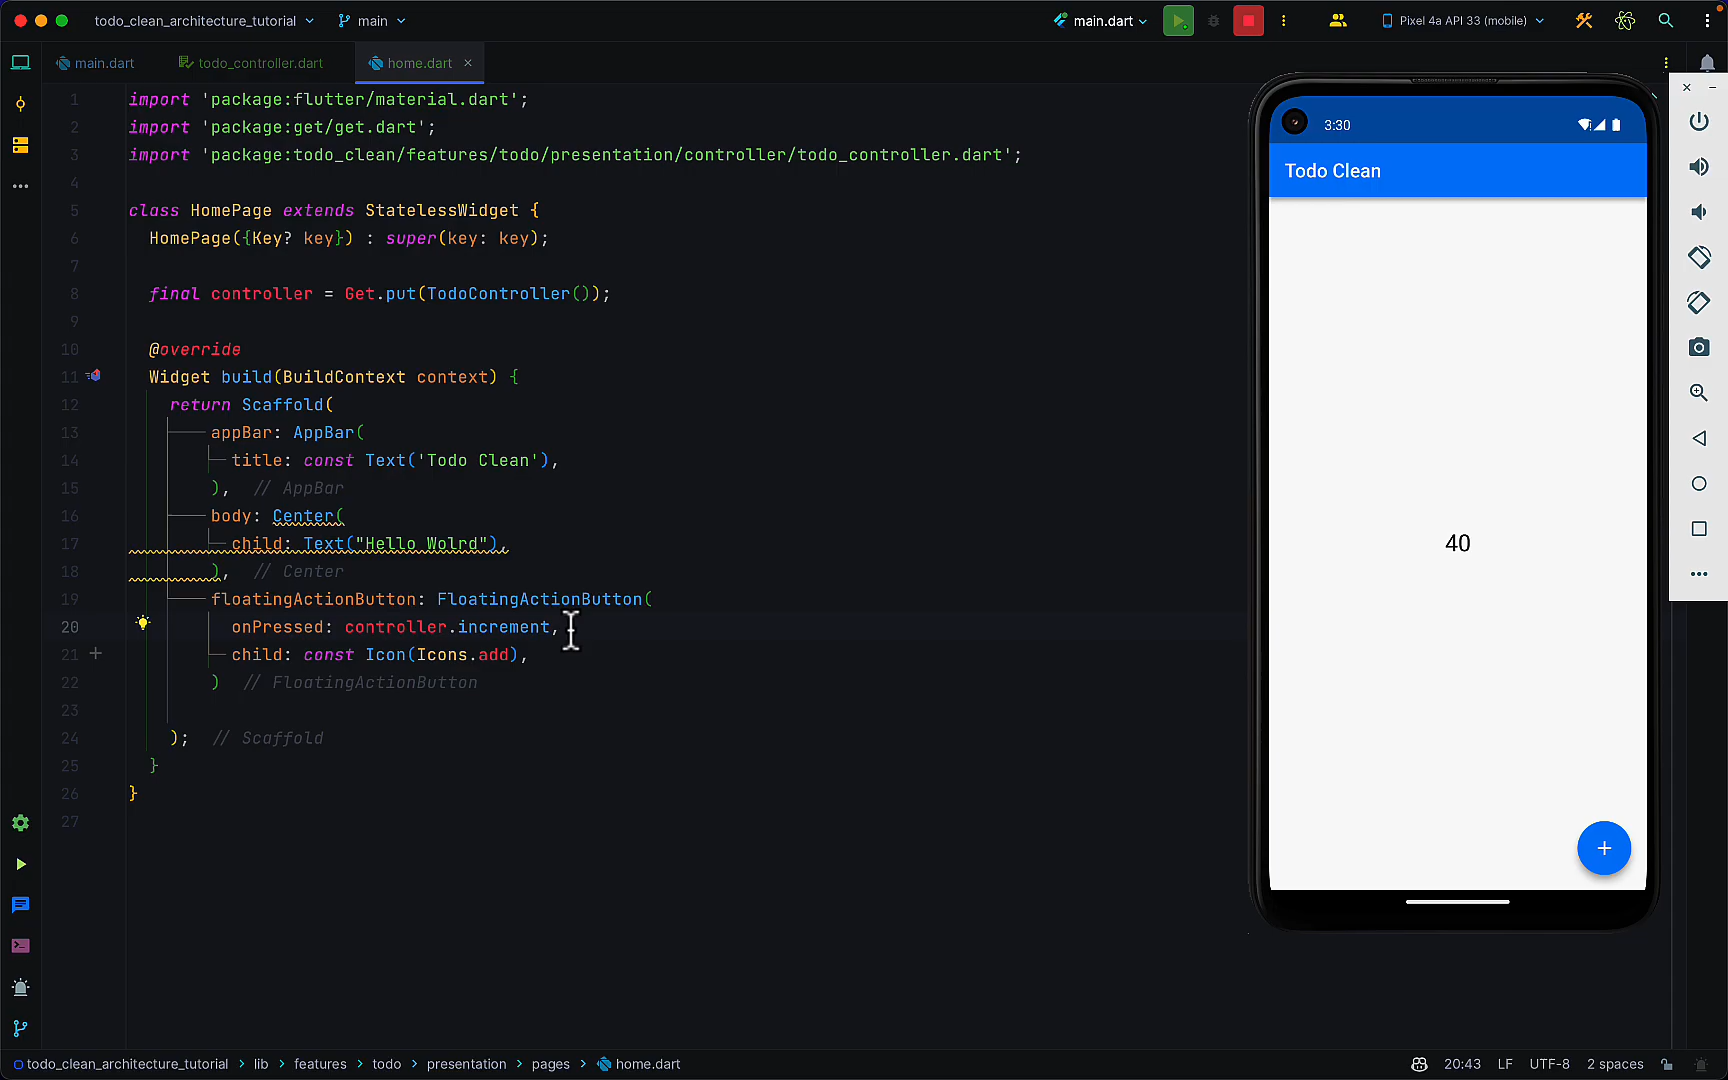 todo_clean_architecture_tutorial main main.dart Pixel 4a API 33 (mobile)
main.dart todo_controller.dart home.dart
1 import 'package:flutter/material.dart';
2 import 'package:get/get.dart';
3 import 'package:todo_clean/features/todo/presentation/controller/todo_controller.dart';
4
5 class HomePage extends StatelessWidget {
6 HomePage({Key? key}) : super(key: key);
7
8 final controller = Get.put(TodoController());
9
10 @override
11 Widget build(BuildContext context) {
12 return Scaffold(
13 appBar: AppBar(
14 title: const Text('Todo Clean'),
15 ), // AppBar
16 body: Center(
17 child: Text("Hello Wolrd"),
18 ), // Center
19 floatingActionButton: FloatingActionButton(
20 onPressed: controller.increment,
21 child: const Icon(Icons.add),
22 ) // FloatingActionButton
23
24 ); // Scaffold
25 }
26 }
27
3:30
Todo Clean
40
+
todo_clean_architecture_tutorial > lib > features > todo > presentation > pages > home.dart 20:43 LF UTF-8 2 spaces